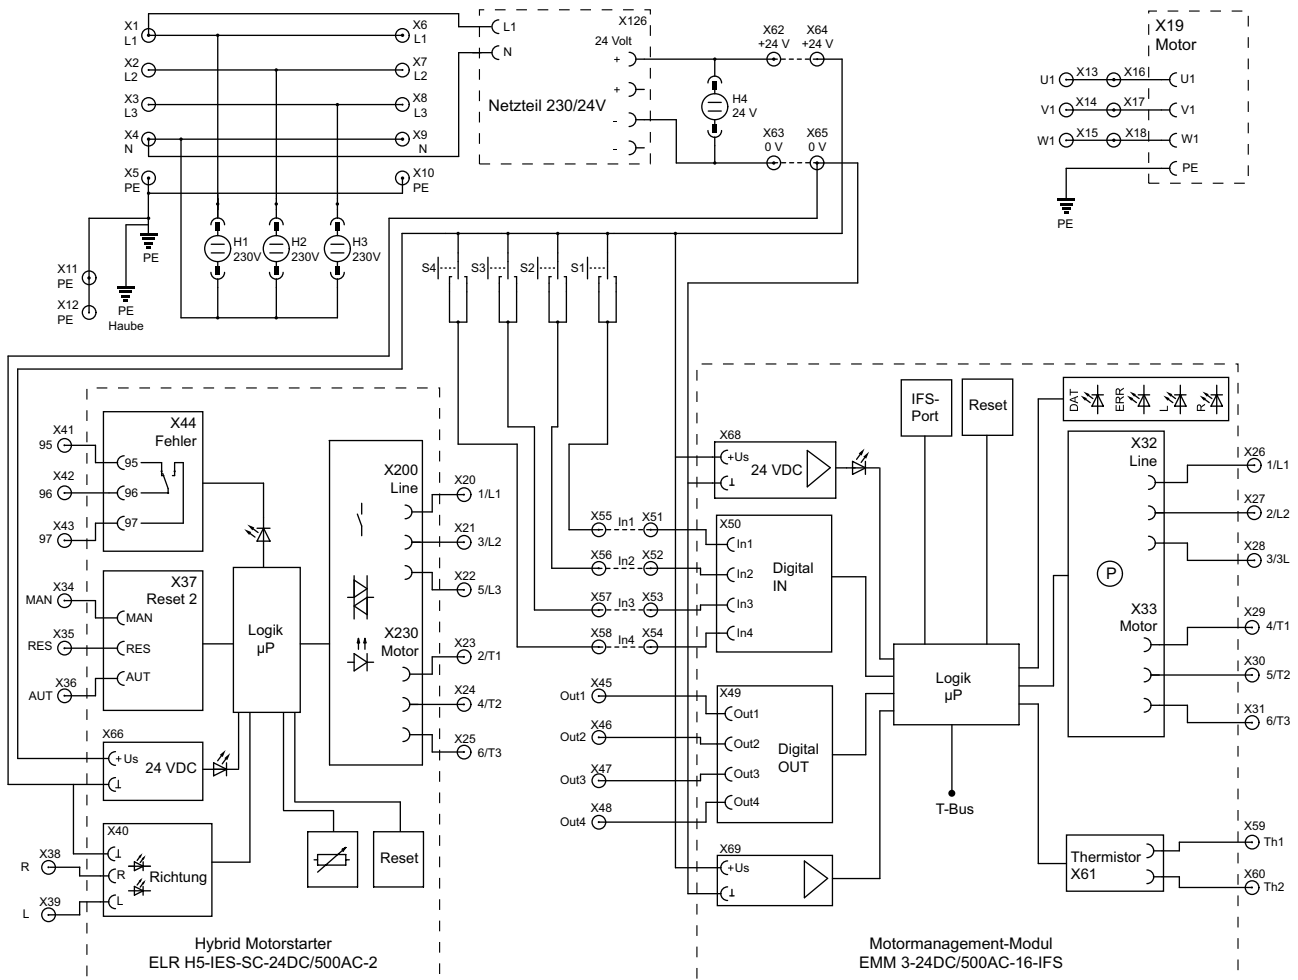 X1
L1
X6
L1
X2
L2
X7
L2
X3
L3
X8
L3
X4
N
X9
N
X5
PE
X10
PE
PE
X11
PE
X12
PE
PE
Haube
H1
230V
H2
230V
H3
230V
L1
N
X126
24 Volt
+
+
-
-
Netzteil 230/24V
H4
24 V
X62
+24 V
X64
+24 V
X63
0 V
X65
0 V
X19
Motor
U1
X13
X16
U1
V1
X14
X17
V1
W1
X15
X18
W1
PE
PE
S4
S3
S2
S1
X41
95
X42
96
X43
97
X44
Fehler
95
96
97
X34
MAN
X35
RES
X36
AUT
X37
Reset 2
MAN
RES
AUT
Logik
µP
X66
+Us
⊥
24 VDC
X40
⊥
R
L
Richtung
X38
R
X39
L
Reset
X200
Line
X230
Motor
X20
1/L1
X21
3/L2
X22
5/L3
X23
2/T1
X24
4/T2
X25
6/T3
Hybrid Motorstarter
ELR H5-IES-SC-24DC/500AC-2
X55
In1
X51
X56
In2
X52
X57
In3
X53
X58
In4
X54
X45
Out1
X46
Out2
X47
Out3
X48
Out4
X68
+Us
⊥
24 VDC
X50
In1
In2
In3
In4
Digital
IN
X49
Out1
Out2
Out3
Out4
Digital
OUT
X69
+Us
⊥
IFS-
Port
Reset
Logik
µP
T-Bus
DAT
ERR
L
R
X32
Line
P
X33
Motor
X26
1/L1
X27
2/L2
X28
3/3L
X29
4/T1
X30
5/T2
X31
6/T3
Thermistor
X61
X59
Th1
X60
Th2
Motormanagement-Modul
EMM 3-24DC/500AC-16-IFS